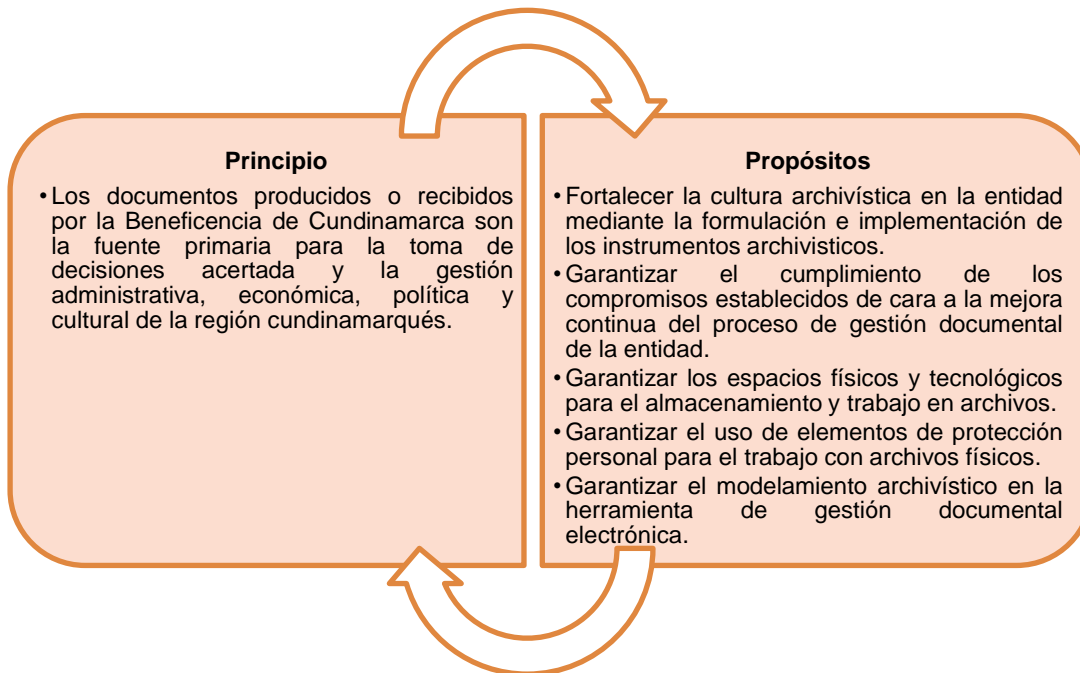 Principio
• Los documentos producidos o recibidos
por la Beneficencia de Cundinamarca son
la fuente primaria para la toma de
decisiones acertada y la gestión
administrativa, económica, política y
cultural de la región cundinamarqués.
Propósitos
• Fortalecer la cultura archivística en la entidad
mediante la formulación e implementación de
los instrumentos archivisticos.
• Garantizar el cumplimiento de los
compromisos establecidos de cara a la mejora
continua del proceso de gestión documental
de la entidad.
• Garantizar los espacios físicos y tecnológicos
para el almacenamiento y trabajo en archivos.
• Garantizar el uso de elementos de protección
personal para el trabajo con archivos físicos.
• Garantizar el modelamiento archivístico en la
herramienta de gestión documental
electrónica.